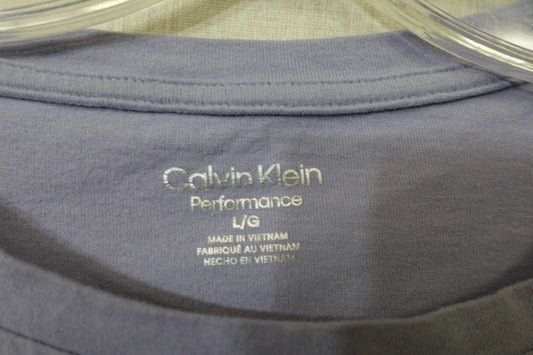 Calvin Klein
Performance
L/G
MADE IN VIETNAM
FABRIQUÉ AU VIETNAM
HECHO EN VIETNAM